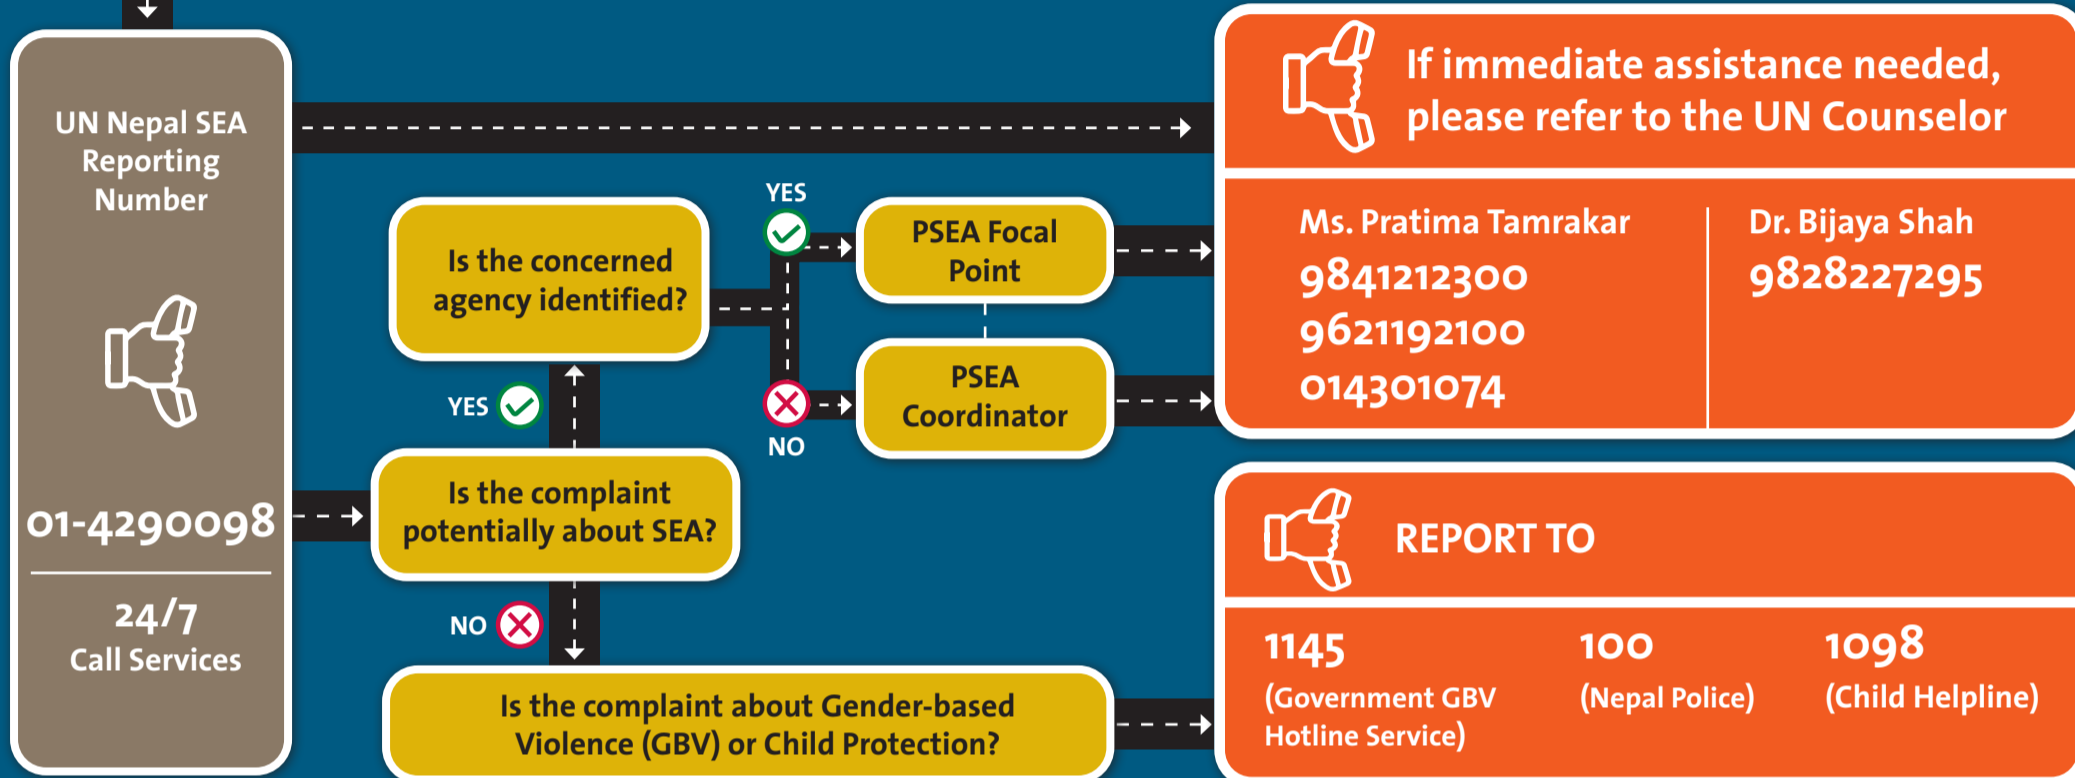 UN Nepal SEA
Reporting
Number
01-4290098
24/7
Call Services
Is the concerned
agency identified?
YES
NO
PSEA Focal
Point
PSEA
Coordinator
YES
Is the complaint
potentially about SEA?
NO
Is the complaint about Gender-based
Violence (GBV) or Child Protection?
If immediate assistance needed,
please refer to the UN Counselor
Ms. Pratima Tamrakar
9841212300
9621192100
014301074
Dr. Bijaya Shah
9828227295
REPORT TO
1145
(Government GBV
Hotline Service)
100
(Nepal Police)
1098
(Child Helpline)